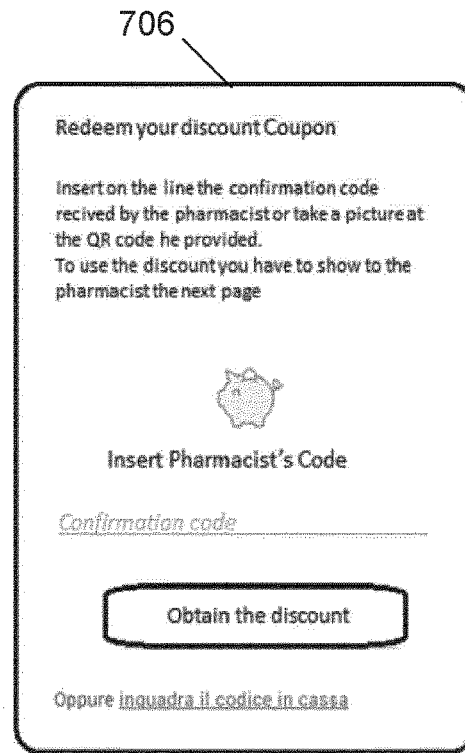 706
Redeem your discount Coupon
Insert on the line the confirmation code
recived by the pharmacist or take a picture at
the QR code he provided.
To use the discount you have to show to the
pharmacist the next page
Insert Pharmacist's Code
Confirmation code
Obtain the discount
Oppure inquadra il codice in cassa